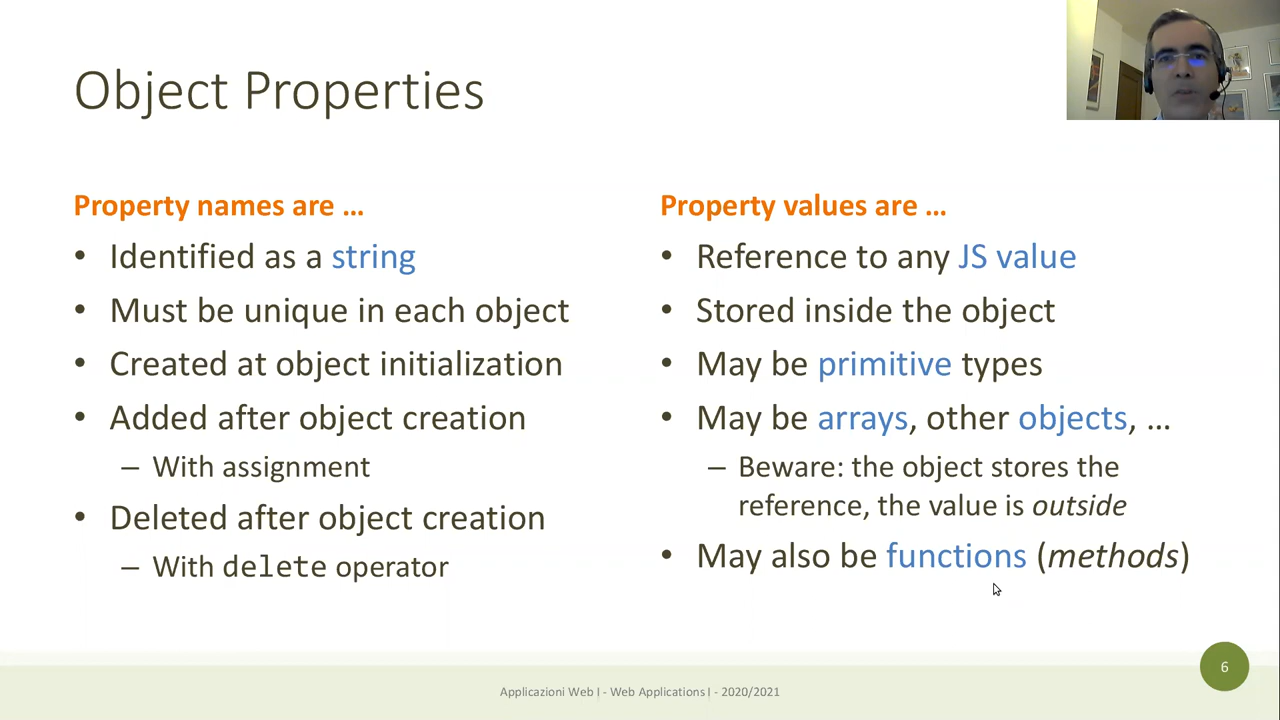 Object Properties
Property names are …
• Identified as a string
• Must be unique in each object
• Created at object initialization
• Added after object creation
– With assignment
• Deleted after object creation
– With delete operator
Property values are …
• Reference to any JS value
• Stored inside the object
• May be primitive types
• May be arrays, other objects, …
– Beware: the object stores the
reference, the value is outside
• May also be functions (methods)
Applicazioni Web I - Web Applications I - 2020/2021
6